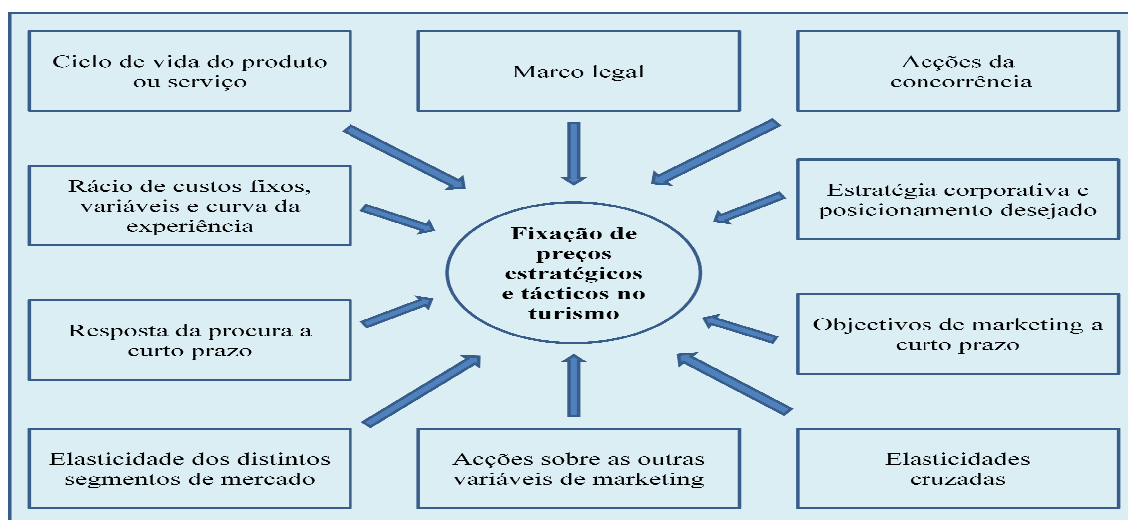 Ciclo de vida do produto
ou serviço
Marco legal
Acções da
concorrência
Rácio de custos fixos,
variáveis e curva da
experiência
Estratégia corporativa e
posicionamento desejado
Fixação de
preços
estratégicos
e tácticos no
turismo
Resposta da procura a
curto prazo
Objectivos de marketing a
curto prazo
Elasticidade dos distintos
segmentos de mercado
Acções sobre as outras
variáveis de marketing
Elasticidades
cruzadas